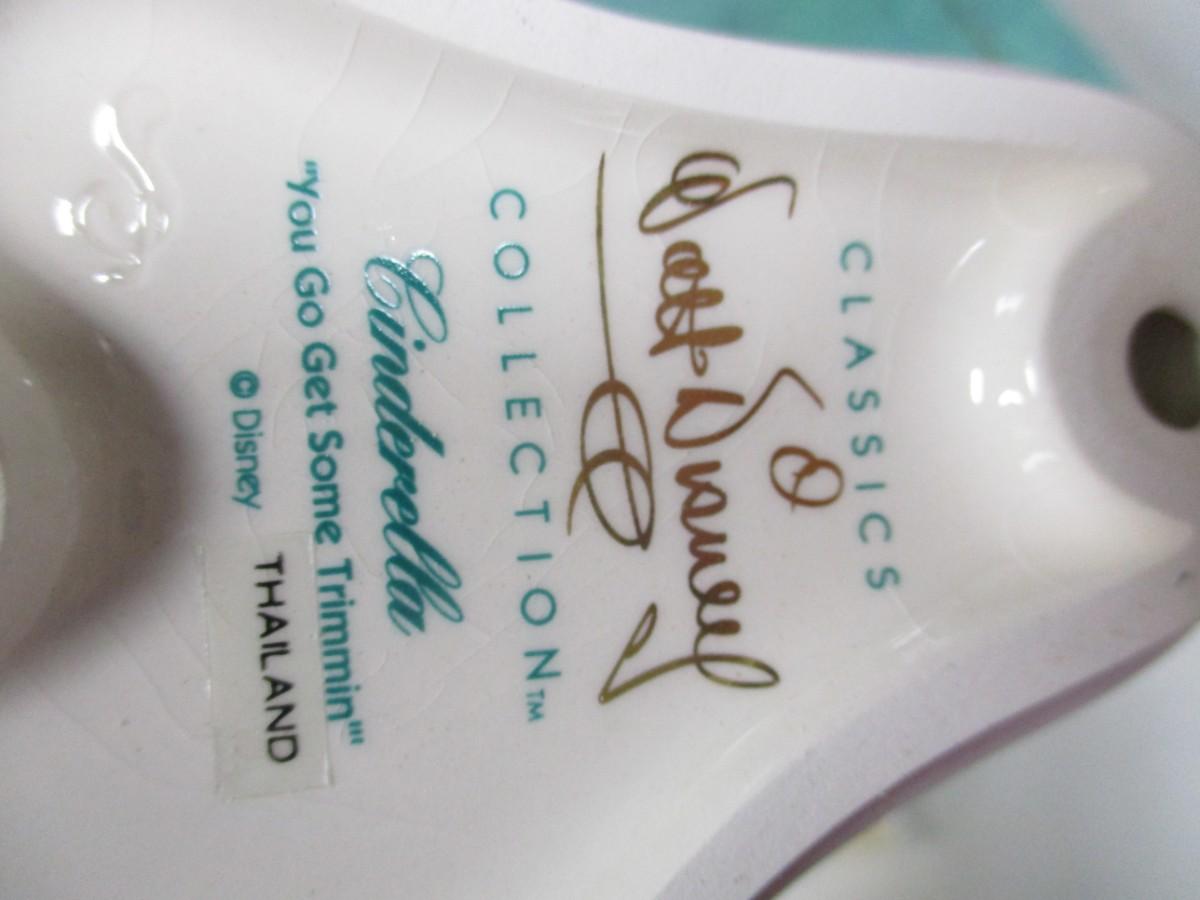 CLASSICS
Walt Disney
COLLECTION™
Cinderella
"You Go Get Some Trimmin'"
© Disney
THAILAND